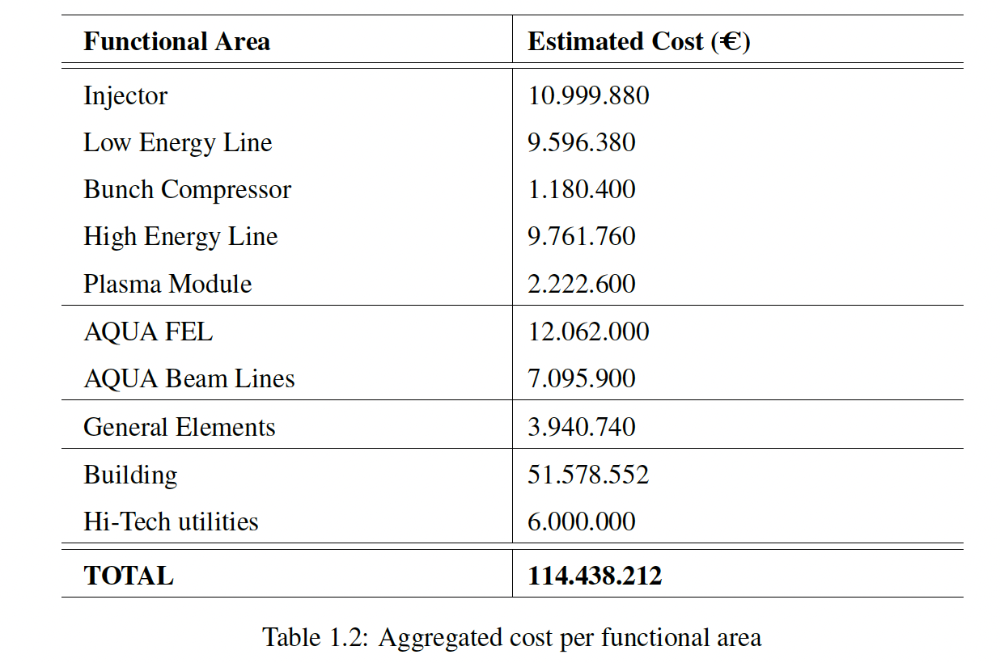 Functional Area Estimated Cost (€)
Injector 10.999.880
Low Energy Line 9.596.380
Bunch Compressor 1.180.400
High Energy Line 9.761.760
Plasma Module 2.222.600
AQUA FEL 12.062.000
AQUA Beam Lines 7.095.900
General Elements 3.940.740
Building 51.578.552
Hi-Tech utilities 6.000.000
TOTAL 114.438.212
Table 1.2: Aggregated cost per functional area